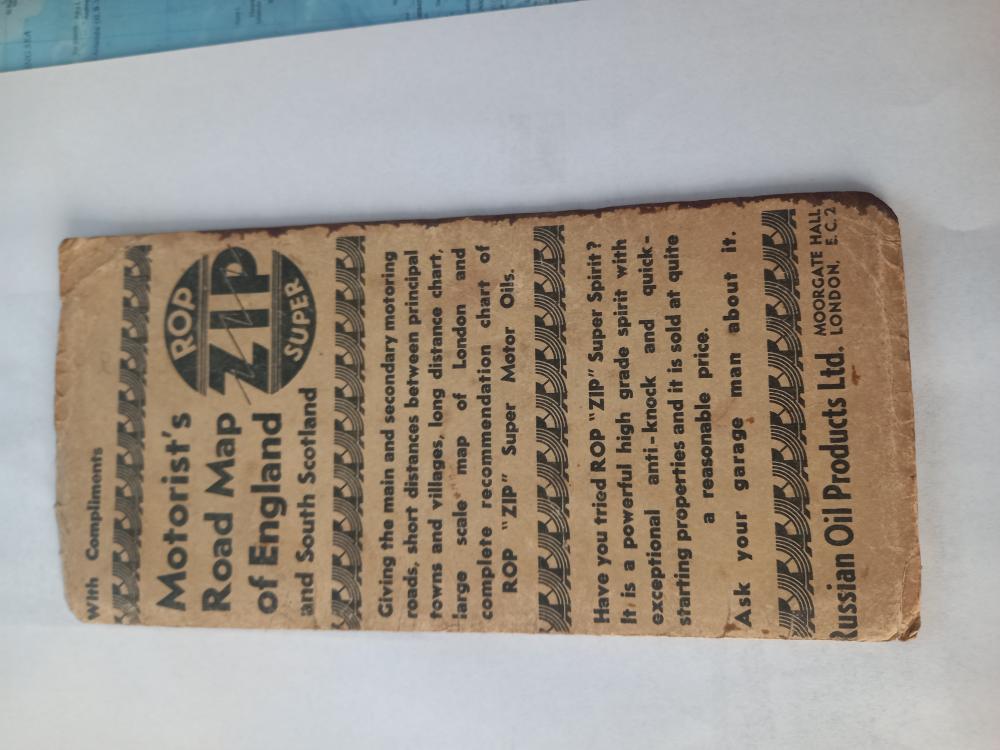 With Compliments
Motorist's
Road Map
of England
and South Scotland
ROP
ZIP
SUPER
Giving the main and secondary motoring
roads, short distances between principal
towns and villages, long distance chart,
large scale map of London and
complete recommendation chart of
ROP "ZIP" Super Motor Oils.
Have you tried ROP "ZIP" Super Spirit?
It is a powerful high grade spirit with
exceptional anti-knock and quick-
starting properties and it is sold at quite
a reasonable price.
Ask your garage man about it.
Russian Oil Products Ltd. MOORGATE HALL
LONDON, E.C.2